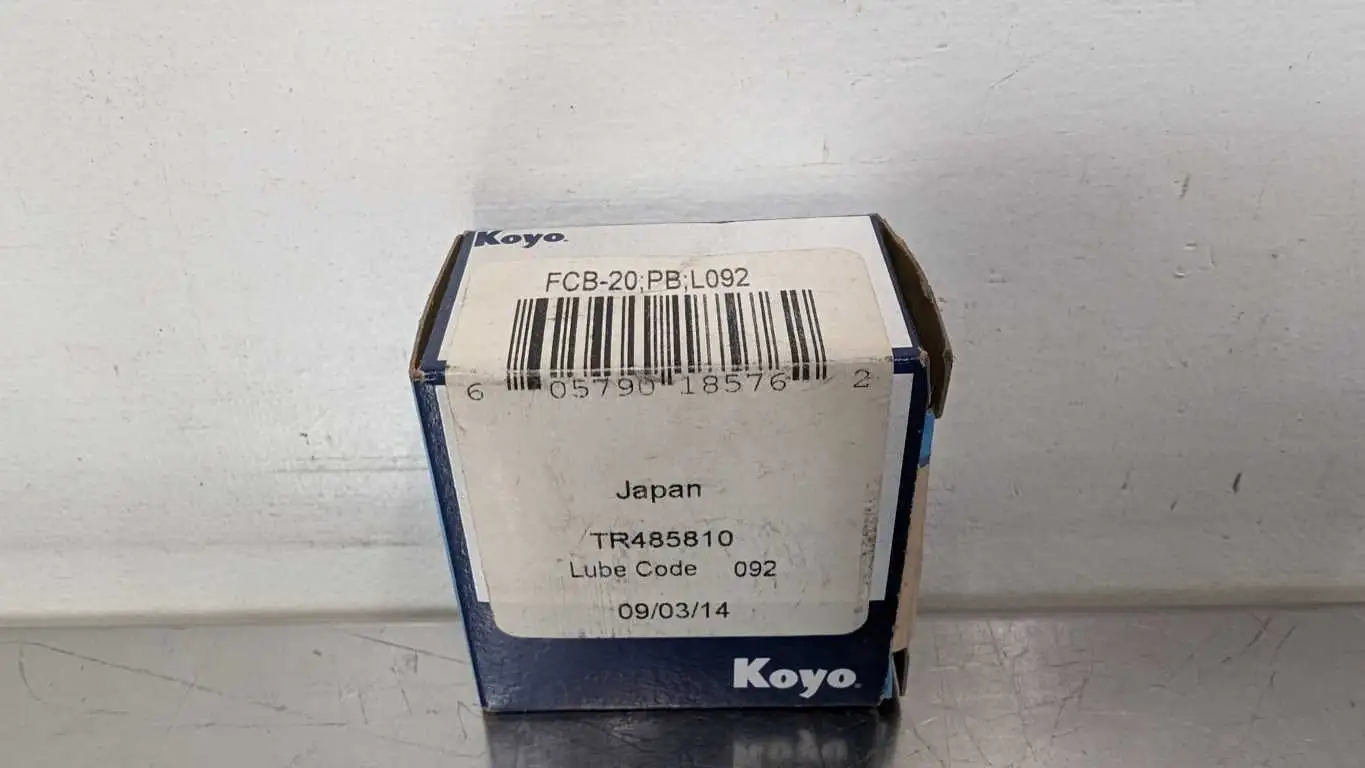 Koyo.
FCB-20;PB;L092
6 05790 18576 2
Japan
TR485810
Lube Code 092
09/03/14
Koyo.